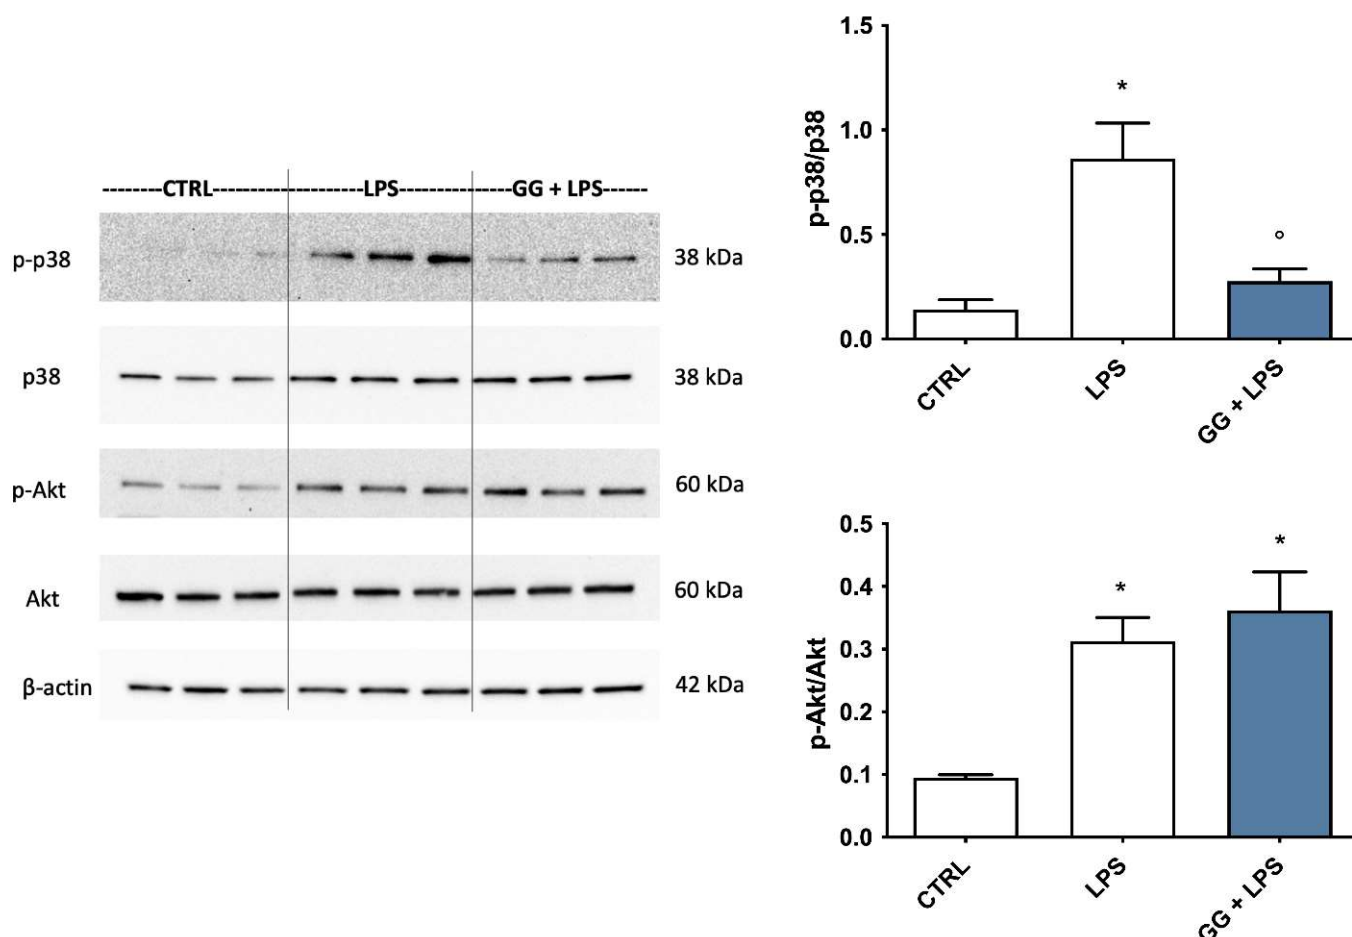 -------CTRL------------------LPS--------------GG + LPS------
p-p38 38 kDa
p38 38 kDa
p-Akt 60 kDa
Akt 60 kDa
β-actin 42 kDa
p-p38/p38
1.5
1.0
0.5
0.0
*
°
CTRL
LPS
GG + LPS
p-Akt/Akt
0.5
0.4
0.3
0.2
0.1
0.0
*
*
CTRL
LPS
GG + LPS